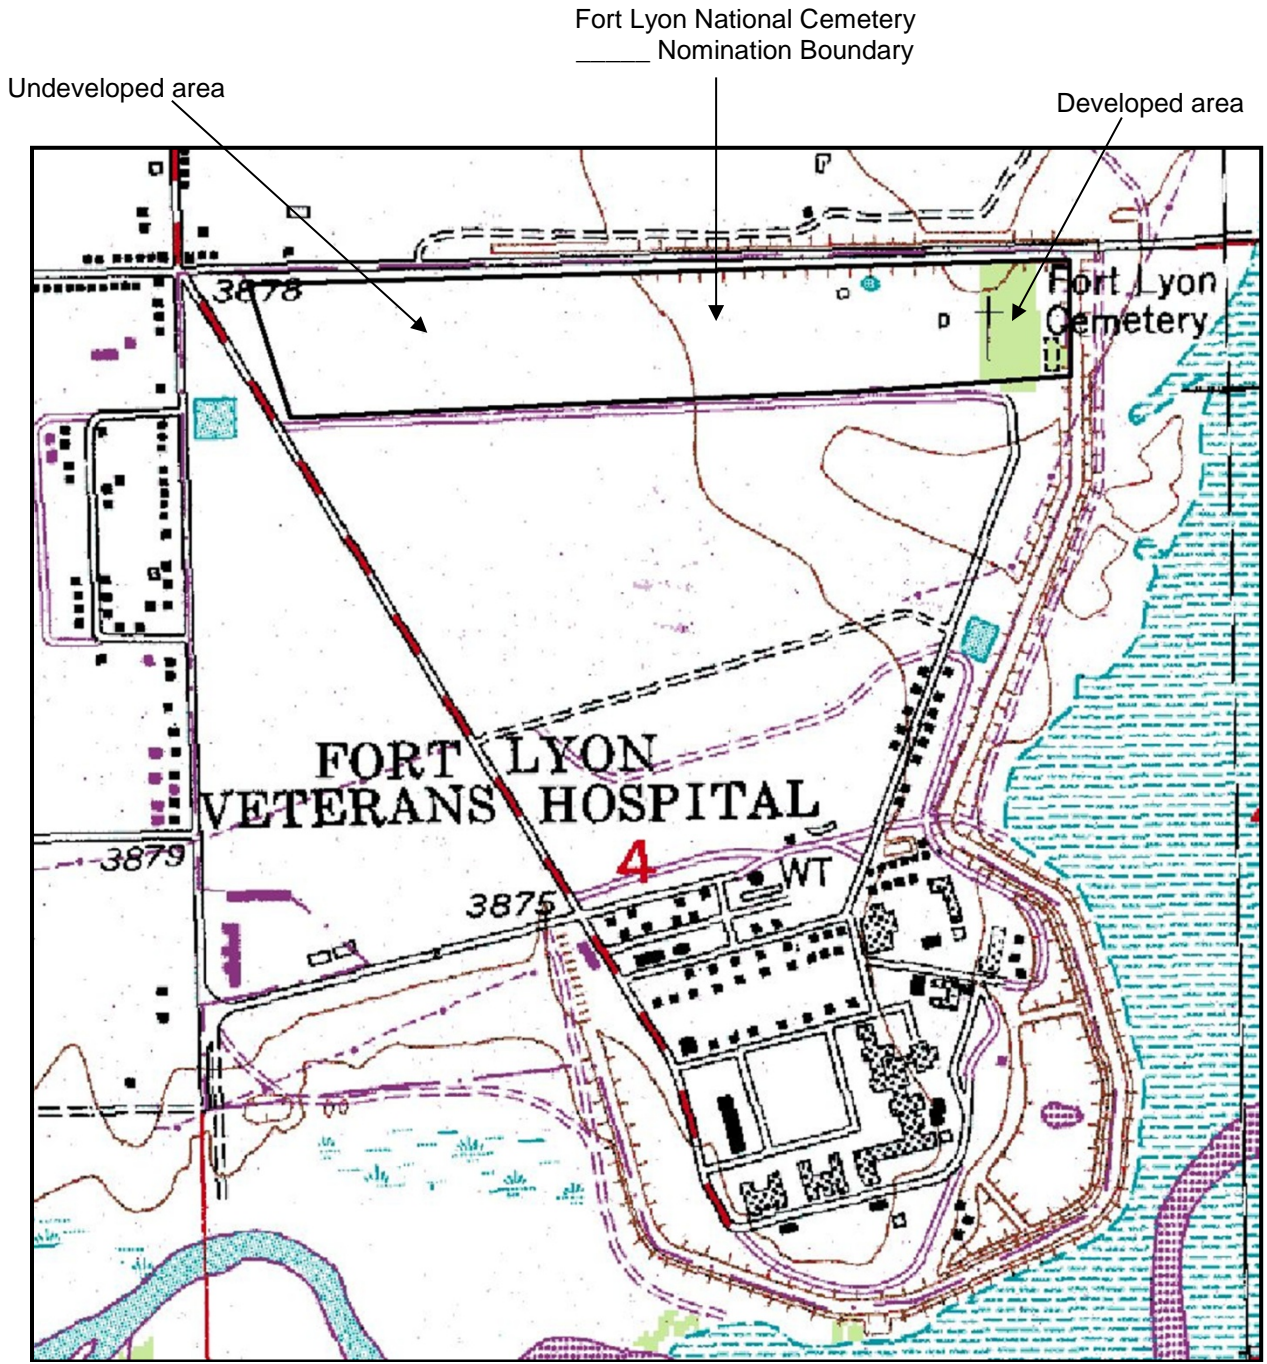 Fort Lyon National Cemetery
_____ Nomination Boundary
Undeveloped area
Developed area
3878
Fort Lyon
Cemetery
FORT LYON
VETERANS HOSPITAL
3879
4
WT
3875